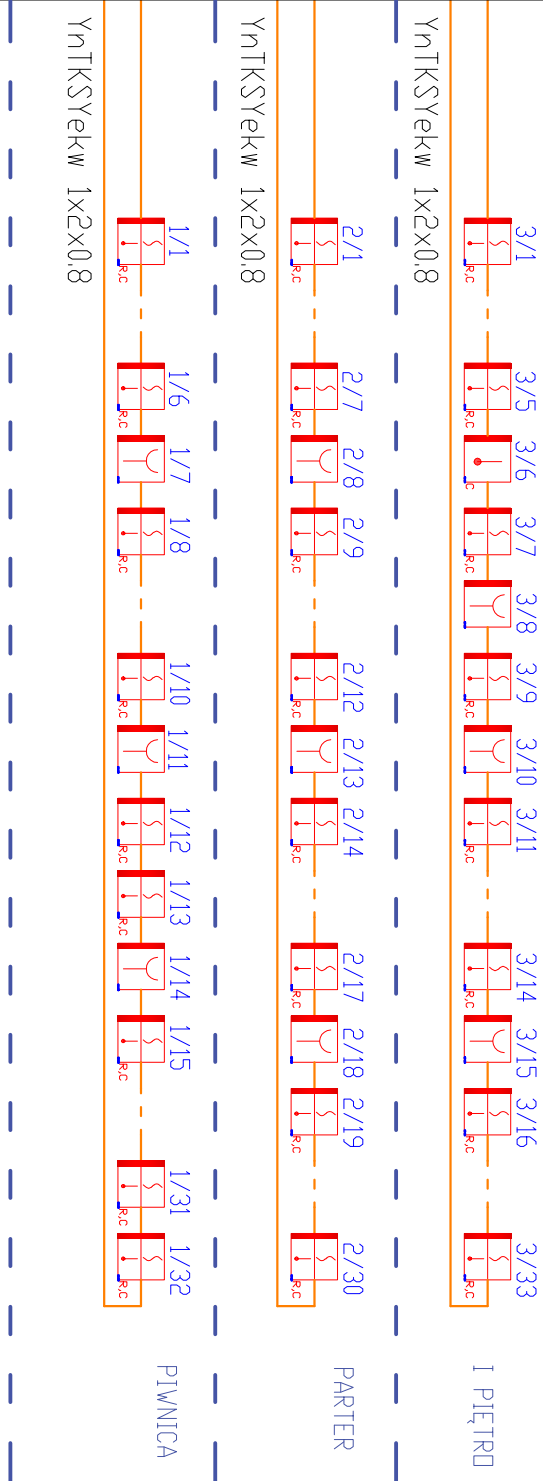 3/1 3/5 3/6 3/7 3/8 3/9 3/10 3/11 3/14 3/15 3/16 3/33
R,C R,C C R,C R,C R,C R,C R,C R,C
I PIĘTRO
YnTKSYekw 1x2x0.8
2/1 2/7 2/8 2/9 2/12 2/13 2/14 2/17 2/18 2/19 2/30
R,C R,C R,C R,C R,C R,C R,C R,C
PARTER
YnTKSYekw 1x2x0.8
1/1 1/6 1/7 1/8 1/10 1/11 1/12 1/13 1/14 1/15 1/31 1/32
R,C R,C R,C R,C R,C R,C R,C R,C R,C
PIWNICA
YnTKSYekw 1x2x0.8